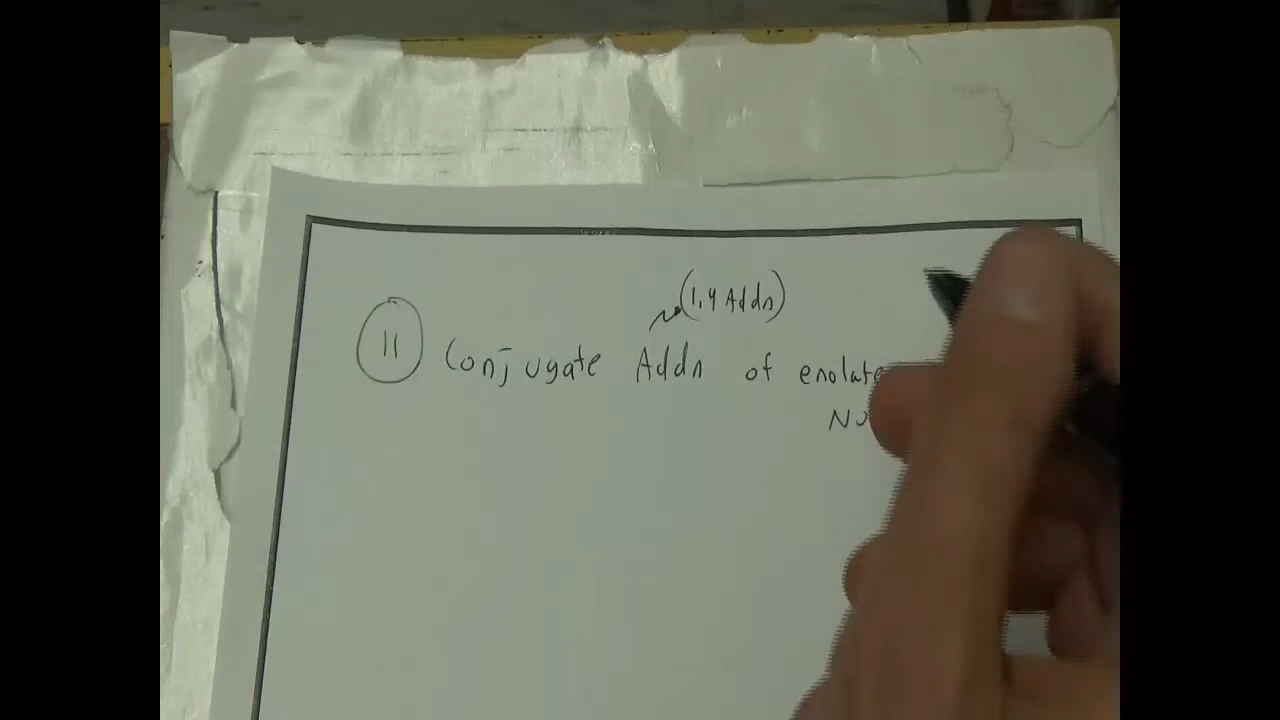 (1,4 Addn)
11 Conjugate Addn of enolate